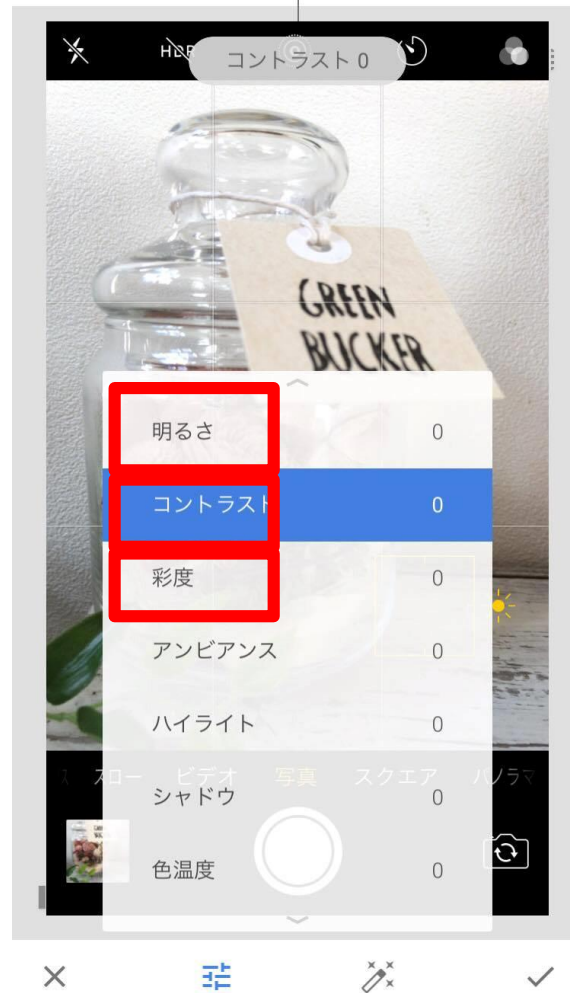 HDR
コントラスト 0
GREEN
BUCKER
明るさ 0
コントラスト 0
彩度 0
アンビアンス 0
ハイライト 0
スロー ビデオ 写真 スクエア パノラマ
シャドウ 0
色温度 0